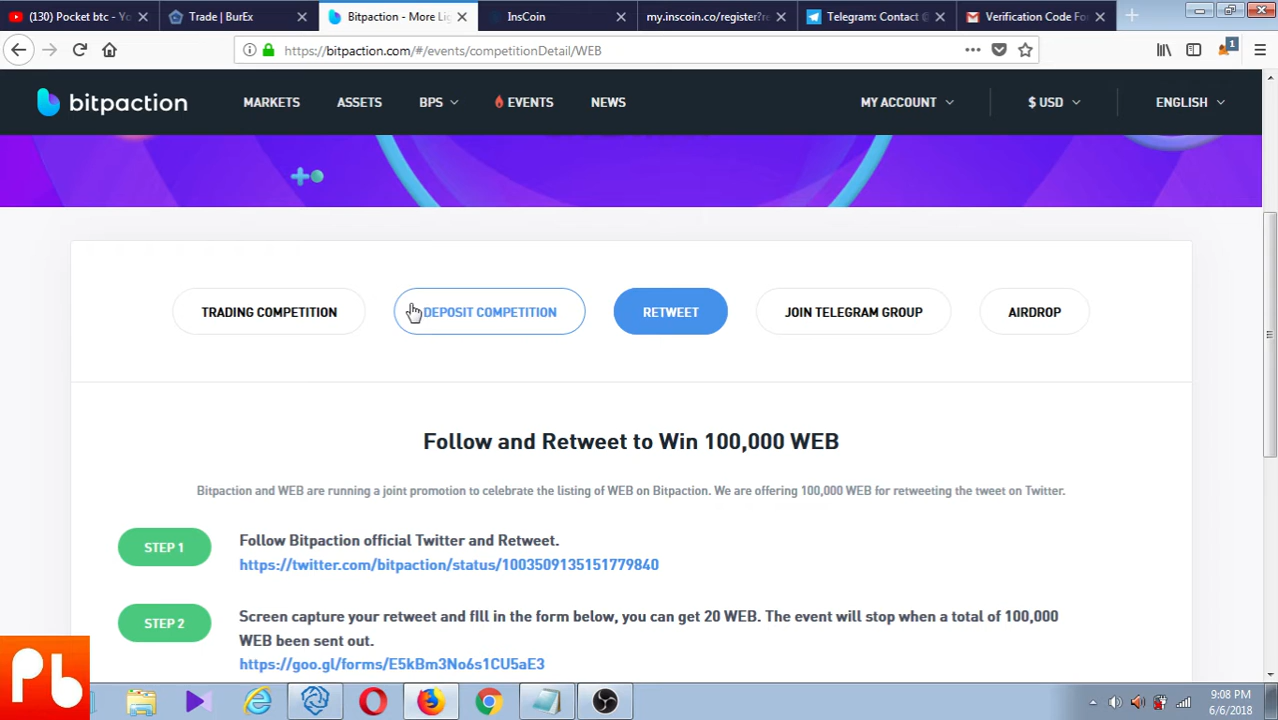 (130) Pocket btc -
Trade | BurEx
Bitpaction - More Lig
InsCoin
my.inscoin.co/register?re
Telegram: Contact @
Verification Code For
https://bitpaction.com/#/events/competitionDetail/WEB
1
bitpaction
MARKETS
ASSETS
BPS
EVENTS
NEWS
MY ACCOUNT
$ USD
ENGLISH
TRADING COMPETITION
DEPOSIT COMPETITION
RETWEET
JOIN TELEGRAM GROUP
AIRDROP
Follow and Retweet to Win 100,000 WEB
Bitpaction and WEB are running a joint promotion to celebrate the listing of WEB on Bitpaction. We are offering 100,000 WEB for retweeting the tweet on Twitter.
STEP 1
Follow Bitpaction official Twitter and Retweet.
https://twitter.com/bitpaction/status/1003509135151779840
STEP 2
Screen capture your retweet and fill in the form below, you can get 20 WEB. The event will stop when a total of 100,000
WEB been sent out.
https://goo.gl/forms/E5kBm3No6s1CU5aE3
Pb
9:08 PM
6/6/2018